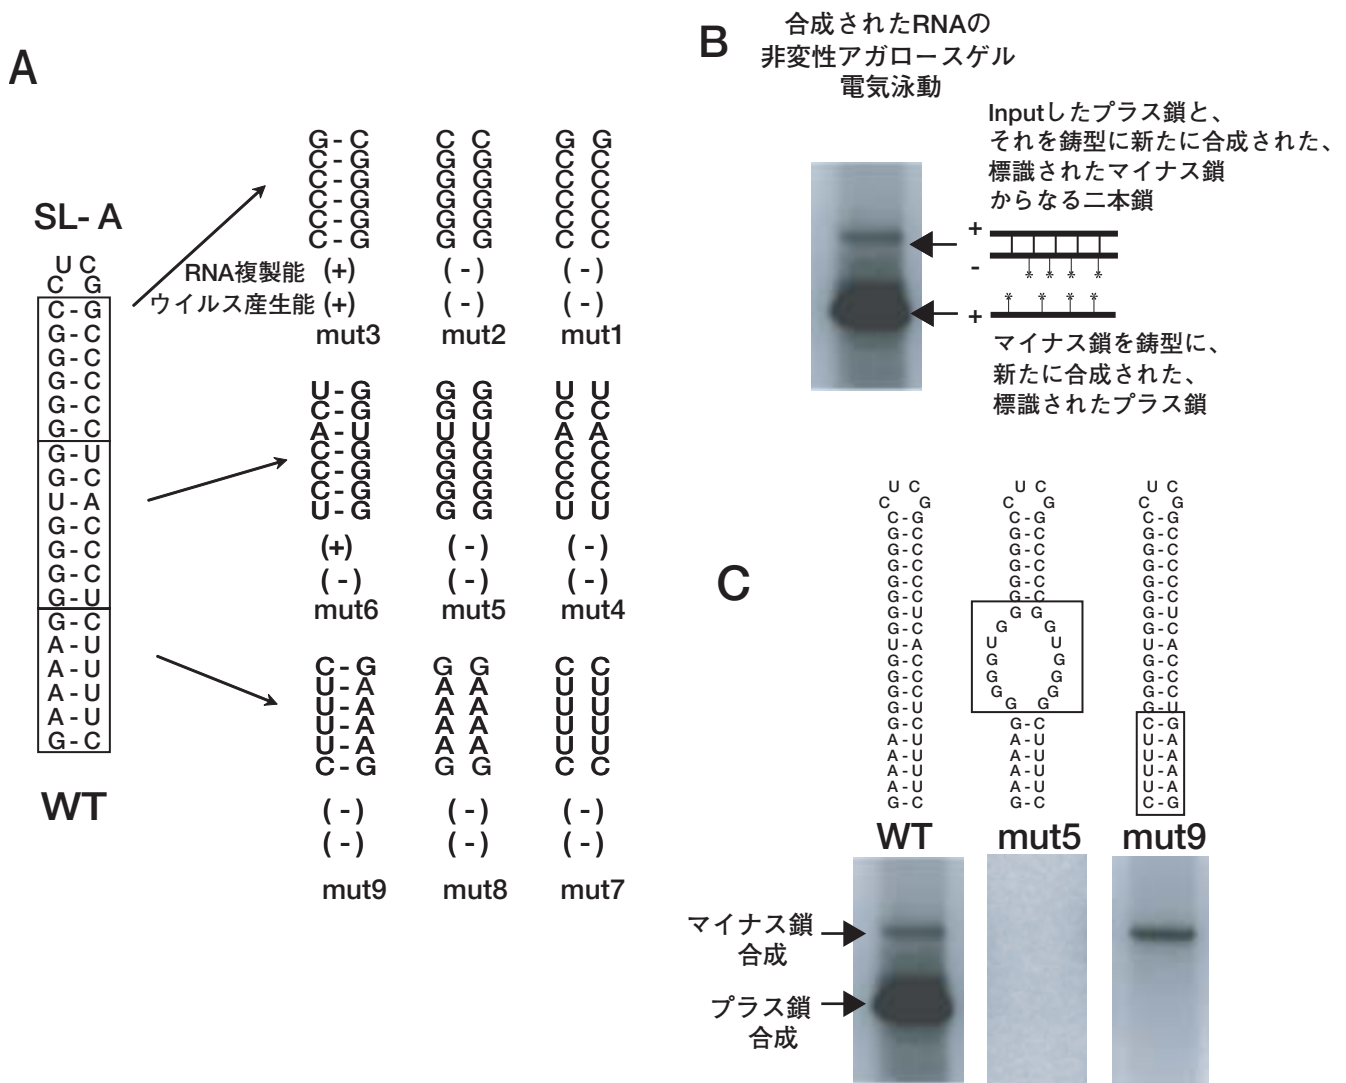 A
SL- A
U C
C G
C - G
G - C
G - C
G - C
G - C
G - C
G - U
G - C
U - A
G - C
G - C
G - C
G - U
G - C
A - U
A - U
A - U
A - U
G - C
WT
RNA複製能
ウイルス産生能
G - C
C - G
C - G
C - G
C - G
C - G
(+)
(+)
mut3
C C
G G
G G
G G
G G
G G
( - )
( - )
mut2
G G
C C
C C
C C
C C
C C
( - )
( - )
mut1
U - G
C - G
A - U
C - G
C - G
C - G
U - G
(+)
( - )
mut6
G G
G G
U U
G G
G G
G G
G G
( - )
( - )
mut5
U U
C C
A A
C C
C C
C C
U U
( - )
( - )
mut4
C - G
U - A
U - A
U - A
U - A
C - G
( - )
( - )
mut9
G G
A A
A A
A A
A A
G G
( - )
( - )
mut8
C C
U U
U U
U U
U U
C C
( - )
( - )
mut7
B
合成されたRNAの
非変性アガロースゲル
電気泳動
Inputしたプラス鎖と、
それを鋳型に新たに合成された、
標識されたマイナス鎖
からなる二本鎖
+
-
* * * *
* * * *
+
マイナス鎖を鋳型に、
新たに合成された、
標識されたプラス鎖
C
U C
C G
C - G
G - C
G - C
G - C
G - C
G - C
G - U
G - C
U - A
G - C
G - C
G - C
G - U
G - C
A - U
A - U
A - U
A - U
G - C
WT
U C
C G
C - G
G - C
G - C
G - C
G - C
G - C
G G
G G
U U
G G
G G
G G
G G
G - C
A - U
A - U
A - U
A - U
G - C
mut5
U C
C G
C - G
G - C
G - C
G - C
G - C
G - C
G - U
G - C
U - A
G - C
G - C
G - C
G - U
C - G
U - A
U - A
U - A
U - A
C - G
mut9
マイナス鎖
合成
プラス鎖
合成